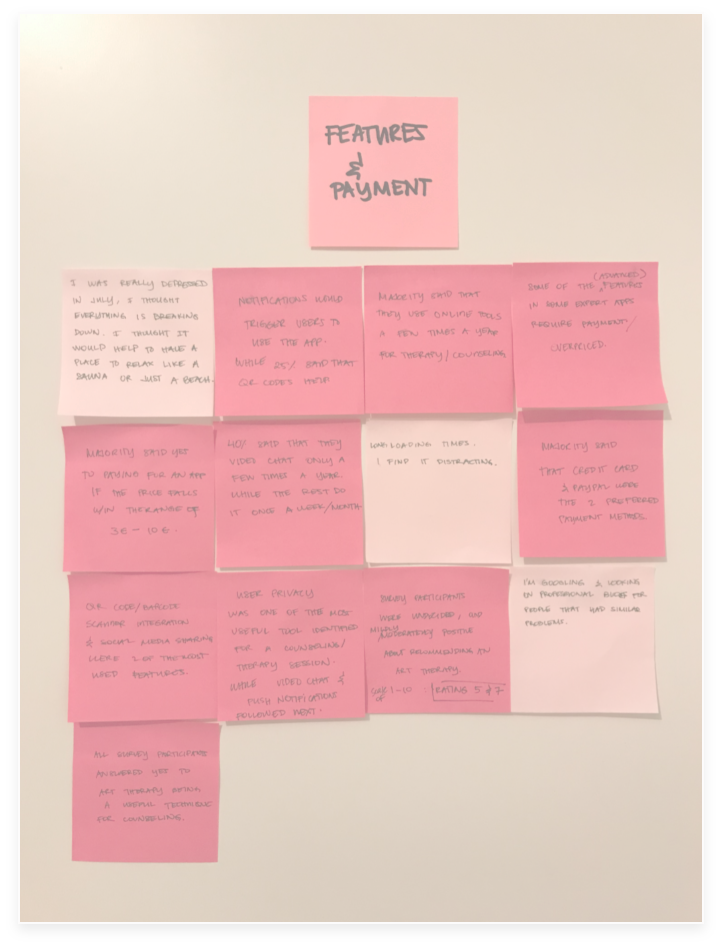 FEATURES
&
PAYMENT
I WAS REALLY DEPRESSED
IN JULY, I THOUGHT
EVERYTHING IS BREAKING
DOWN. I THOUGHT IT
WOULD HELP TO HAVE A
PLACE TO RELAX LIKE A
SAUNA OR JUST A BEACH.
NOTIFICATIONS WOULD
TRIGGER USERS TO
USE THE APP.
WHILE 25% SAID THAT
QR CODES HELP
MAJORITY SAID THAT
THEY USE ONLINE TOOLS
A FEW TIMES A YEAR
FOR THERAPY/COUNSELING
(ADVANCED)
SOME OF THE FEATURES
IN SOME EXPERT APPS
REQUIRE PAYMENT/
OVERPRICED.
MAJORITY SAID YES
TO PAYING FOR AN APP
IF THE PRICE FALLS
W/IN THE RANGE OF
3€ - 10€.
40% SAID THAT THEY
VIDEO CHAT ONLY A
FEW TIMES A YEAR
WHILE THE REST DO
IT ONCE A WEEK/MONTH.
LONG LOADING TIMES.
I FIND IT DISTRACTING.
MAJORITY SAID
THAT CREDIT CARD
& PAYPAL WERE
THE 2 PREFERRED
PAYMENT METHOD.
QR CODE/BARCODE
SCANNER INTEGRATION
& SOCIAL MEDIA SHARING
WERE 2 OF THE MOST
USED FEATURES.
USER PRIVACY
WAS ONE OF THE MOST
USEFUL TOOL IDENTIFIED
FOR A COUNSELING/
THERAPY SESSION.
WHILE VIDEO CHAT &
PUSH NOTIFICATIONS
FOLLOWED NEXT.
SURVEY PARTICIPANTS
WERE UNDECIDED, AND
MILDLY/MODERATELY POSITIVE
ABOUT RECOMMENDING AN
ART THERAPY.
1-10 : RATING 5 & 7
I'M GOOGLING & LOOKING
IN PROFESSIONAL BLOGS FOR
PEOPLE THAT HAD SIMILAR
PROBLEMS.
ALL SURVEY PARTICIPATE
ANSWERED YES TO
ART THERAPY BEING
A USEFUL TECHNIQUE
FOR COUNSELING.